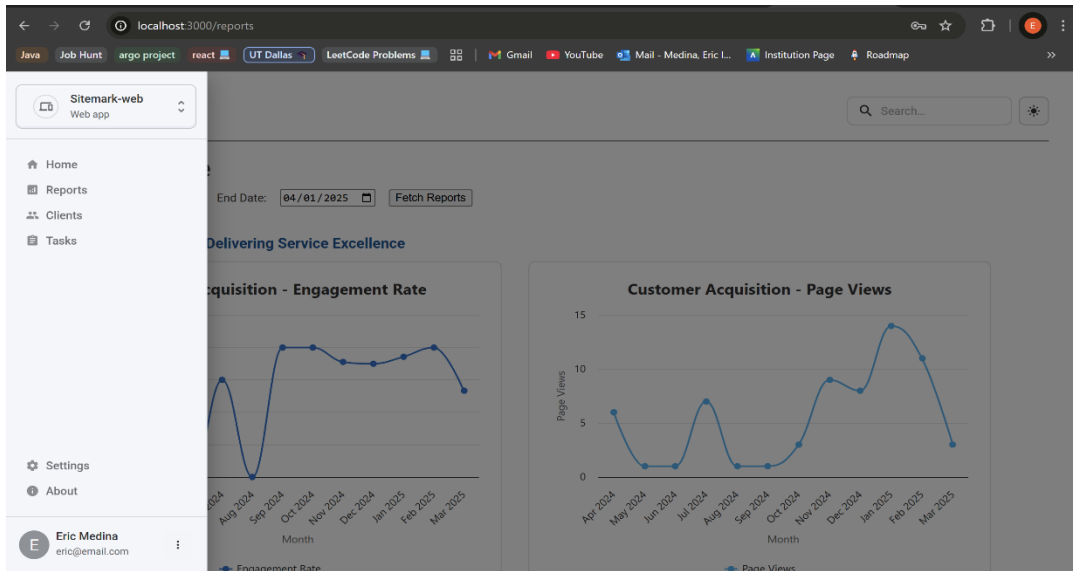 localhost:3000/reports
E
Java Job Hunt argo project react UT Dallas LeetCode Problems Gmail YouTube Mail - Medina, Eric I... Institution Page Roadmap »
Sitemark-web
Web app
Search...
Home
Reports
Clients
Tasks
End Date: 04/01/2025 Fetch Reports
Delivering Service Excellence
cquisition - Engagement Rate
Aug 2024 Sep 2024 Oct 2024 Nov 2024 Dec 2024 Jan 2025 Feb 2025 Mar 2025
Month
Engagement Rate
Customer Acquisition - Page Views
15
10
5
0
Page Views
Apr 2024 May 2024 Jun 2024 Jul 2024 Aug 2024 Sep 2024 Oct 2024 Nov 2024 Dec 2024 Jan 2025 Feb 2025 Mar 2025
Month
Page Views
Settings
About
E
Eric Medina
eric@email.com